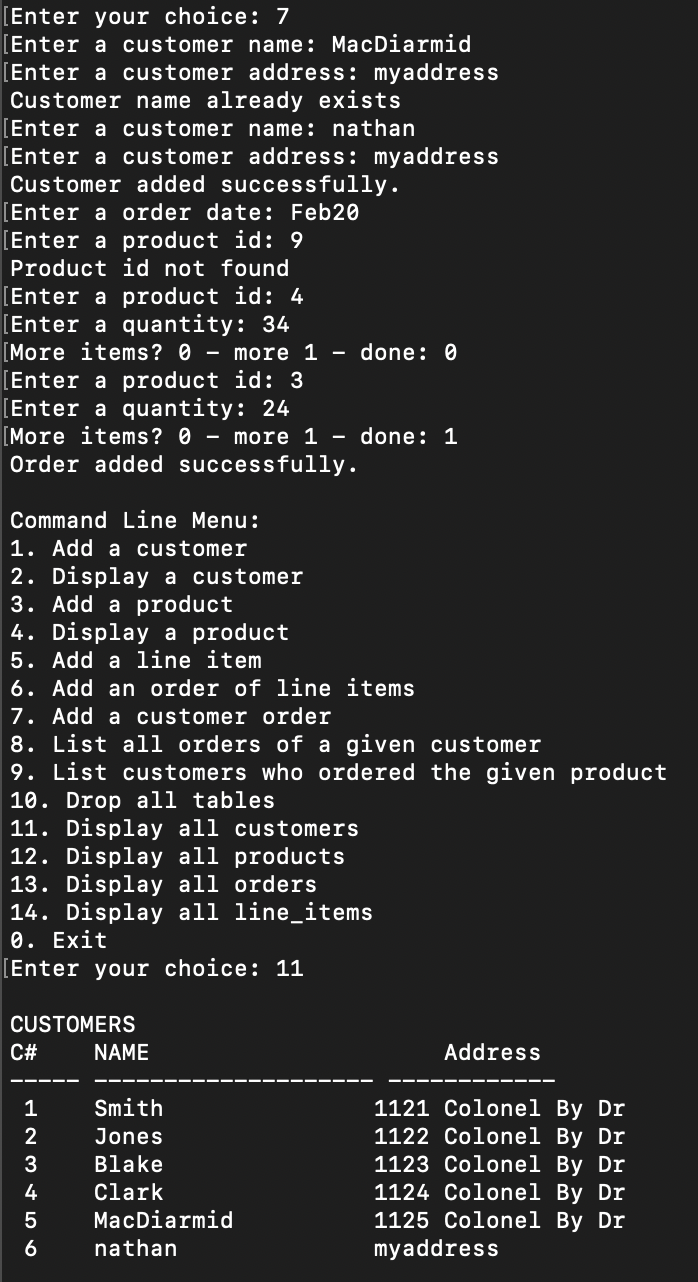 [Enter your choice: 7
[Enter a customer name: MacDiarmid
[Enter a customer address: myaddress
Customer name already exists
[Enter a customer name: nathan
[Enter a customer address: myaddress
Customer added successfully.
[Enter a order date: Feb20
[Enter a product id: 9
Product id not found
[Enter a product id: 4
[Enter a quantity: 34
[More items? 0 – more 1 – done: 0
[Enter a product id: 3
[Enter a quantity: 24
[More items? 0 – more 1 – done: 1
Order added successfully.

Command Line Menu:
1. Add a customer
2. Display a customer
3. Add a product
4. Display a product
5. Add a line item
6. Add an order of line items
7. Add a customer order
8. List all orders of a given customer
9. List customers who ordered the given product
10. Drop all tables
11. Display all customers
12. Display all products
13. Display all orders
14. Display all line_items
0. Exit
[Enter your choice: 11

CUSTOMERS
C#    NAME                     Address
----- -------------------- ------------
 1    Smith               1121 Colonel By Dr
 2    Jones               1122 Colonel By Dr
 3    Blake               1123 Colonel By Dr
 4    Clark               1124 Colonel By Dr
 5    MacDiarmid          1125 Colonel By Dr
 6    nathan              myaddress